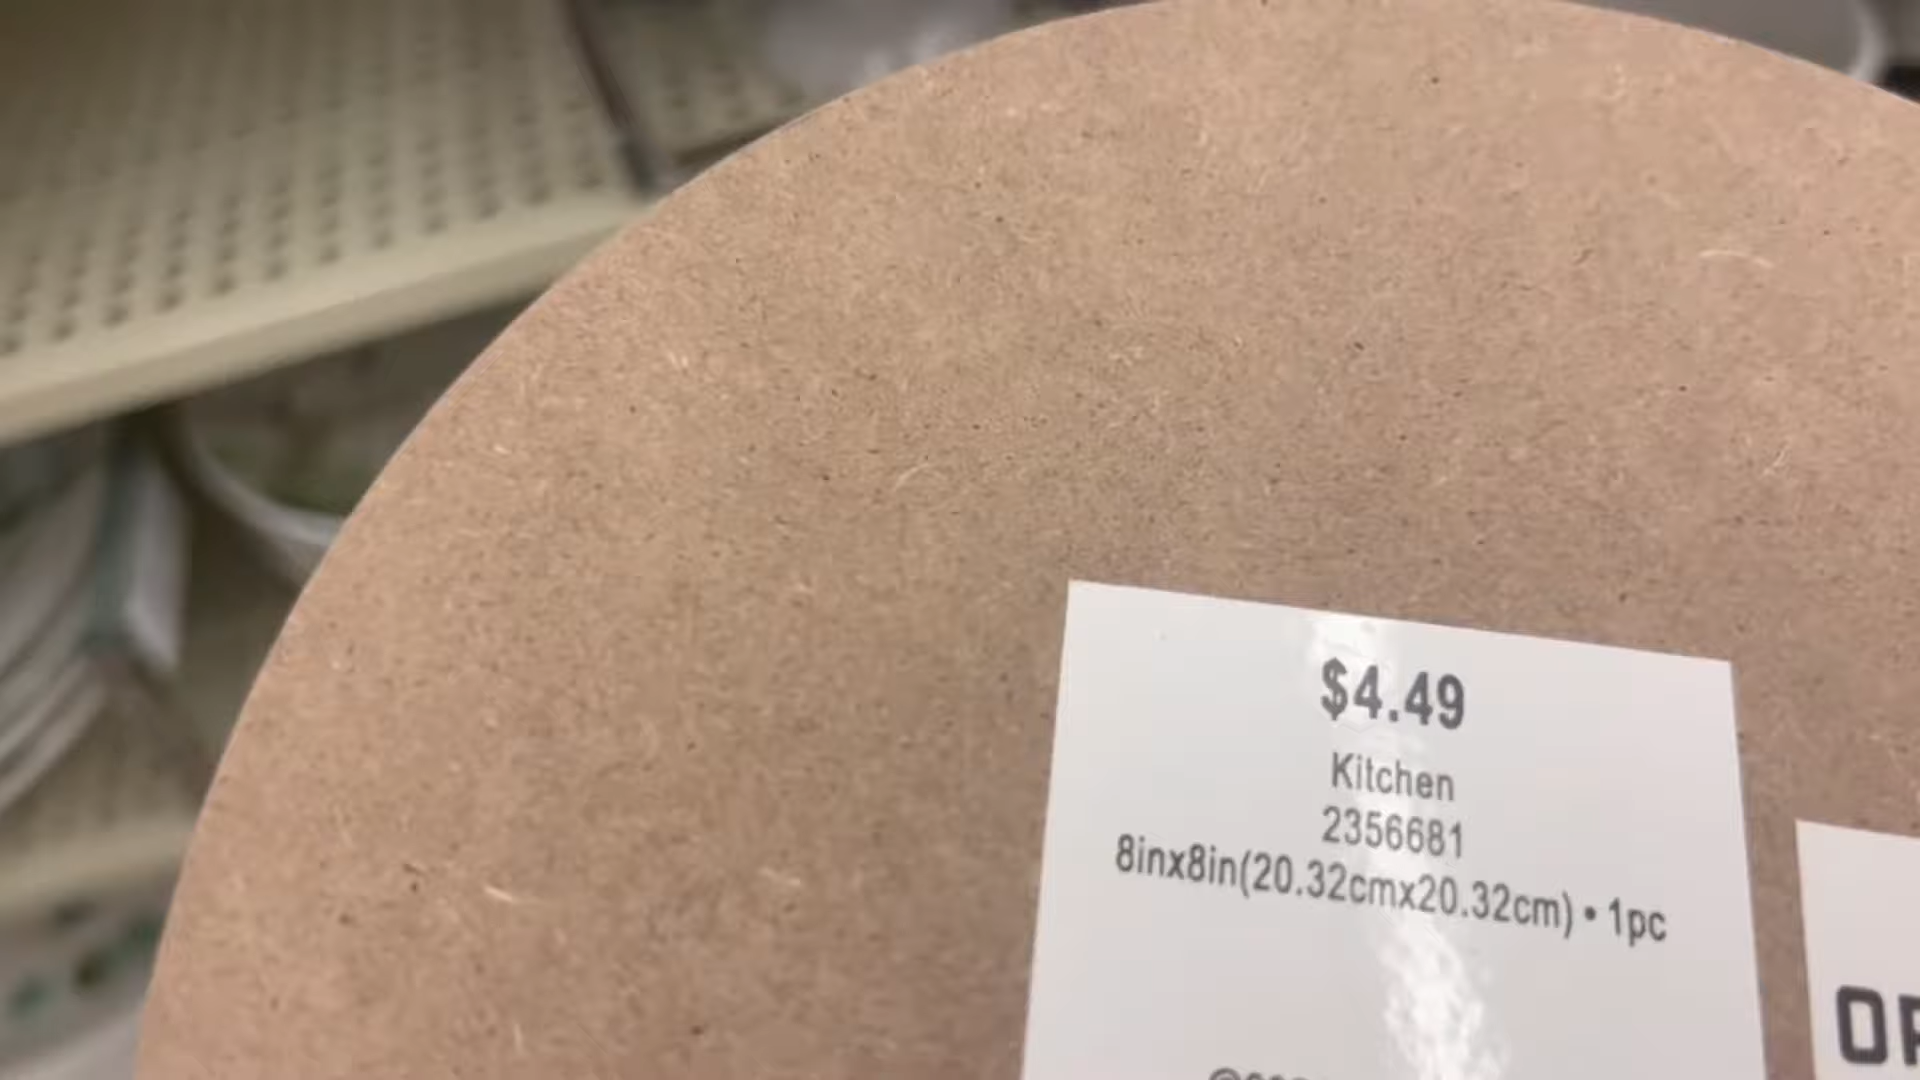 $4.49
Kitchen
2356681
8inx8in(20.32cmx20.32cm) • 1pc